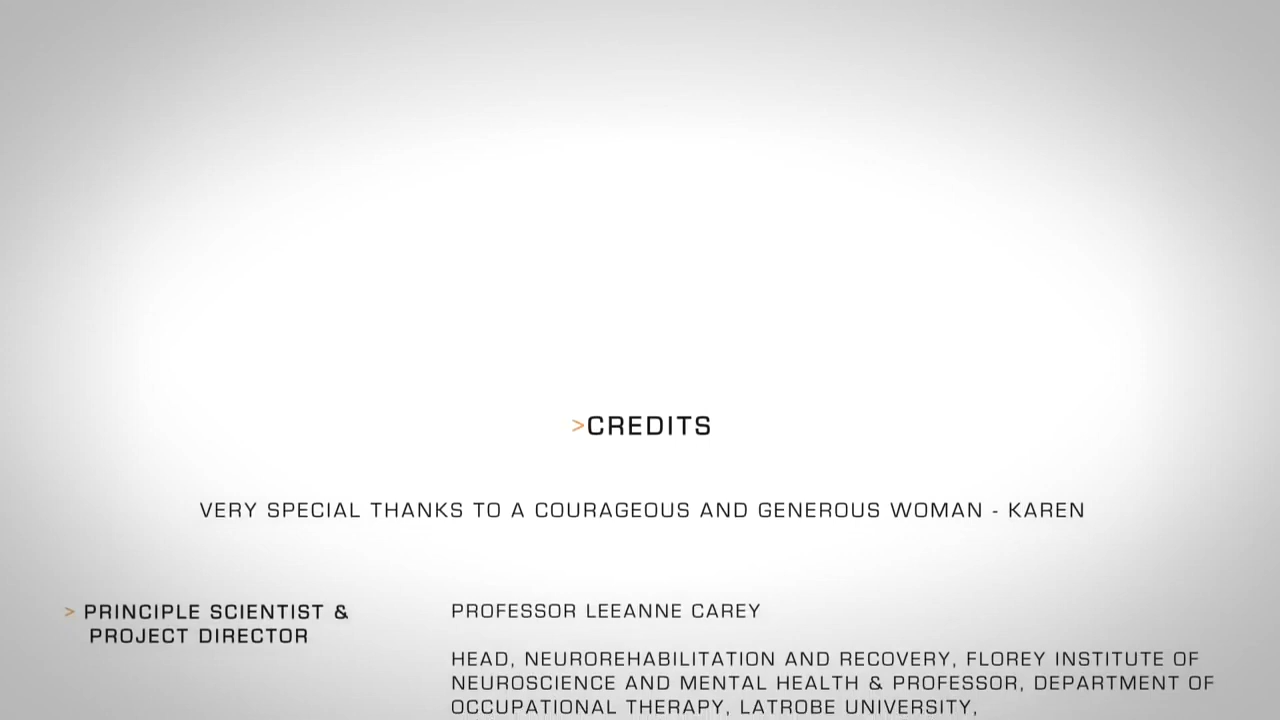 >CREDITS
VERY SPECIAL THANKS TO A COURAGEOUS AND GENEROUS WOMAN - KAREN
> PRINCIPLE SCIENTIST &
PROJECT DIRECTOR
PROFESSOR LEEANNE CAREY
HEAD, NEUROREHABILITATION AND RECOVERY, FLOREY INSTITUTE OF
NEUROSCIENCE AND MENTAL HEALTH & PROFESSOR, DEPARTMENT OF
OCCUPATIONAL THERAPY, LATROBE UNIVERSITY,